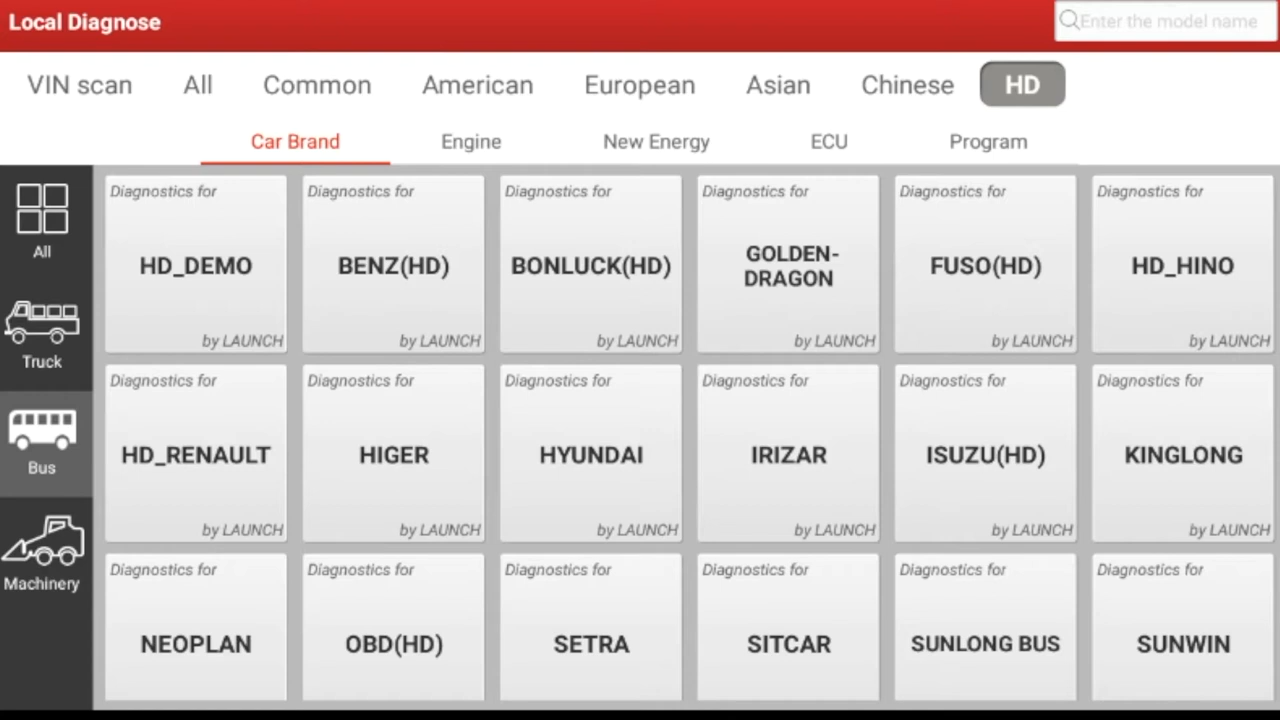 Local Diagnose
Enter the model name
VIN scan
All
Common
American
European
Asian
Chinese
HD
Car Brand
Engine
New Energy
ECU
Program
All
Truck
Bus
Machinery
Diagnostics for
HD_DEMO
by LAUNCH
Diagnostics for
BENZ(HD)
by LAUNCH
Diagnostics for
BONLUCK(HD)
by LAUNCH
Diagnostics for
GOLDEN-
DRAGON
by LAUNCH
Diagnostics for
FUSO(HD)
by LAUNCH
Diagnostics for
HD_HINO
by LAUNCH
Diagnostics for
HD_RENAULT
by LAUNCH
Diagnostics for
HIGER
by LAUNCH
Diagnostics for
HYUNDAI
by LAUNCH
Diagnostics for
IRIZAR
by LAUNCH
Diagnostics for
ISUZU(HD)
by LAUNCH
Diagnostics for
KINGLONG
by LAUNCH
Diagnostics for
NEOPLAN
Diagnostics for
OBD(HD)
Diagnostics for
SETRA
Diagnostics for
SITCAR
Diagnostics for
SUNLONG BUS
Diagnostics for
SUNWIN